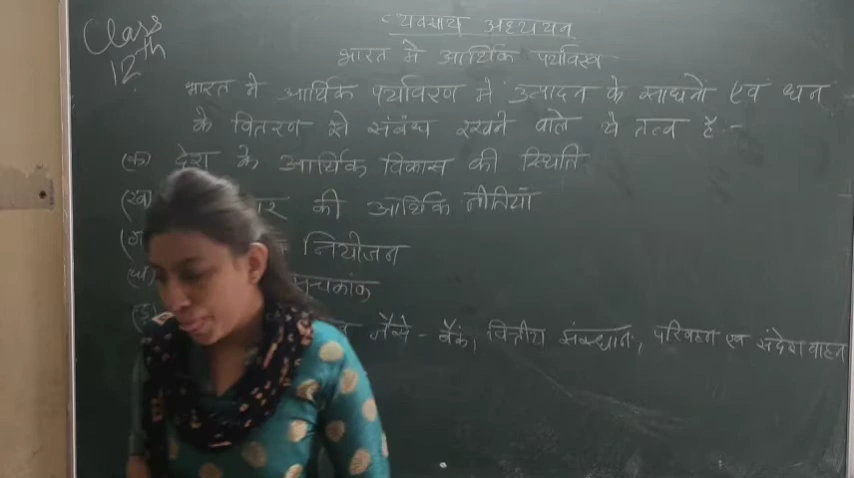 Class
12th
व्यवसाय अध्ययन
भारत मे आर्थिक पर्यावरण
भारत मे आर्थिक पर्यावरण में उत्पादन के साधनो एवं धन
के वितरण से संबंध रखने वाले ये तत्व हैं :-
(क) देश के आर्थिक विकास की स्थिति
(ख) की आर्थिक नीतियाँ
(ग नियोजन
(घ)
(ङ जैसे - बैंक, वित्तीय संस्थान, परिवहन एवं संदेशवाहन